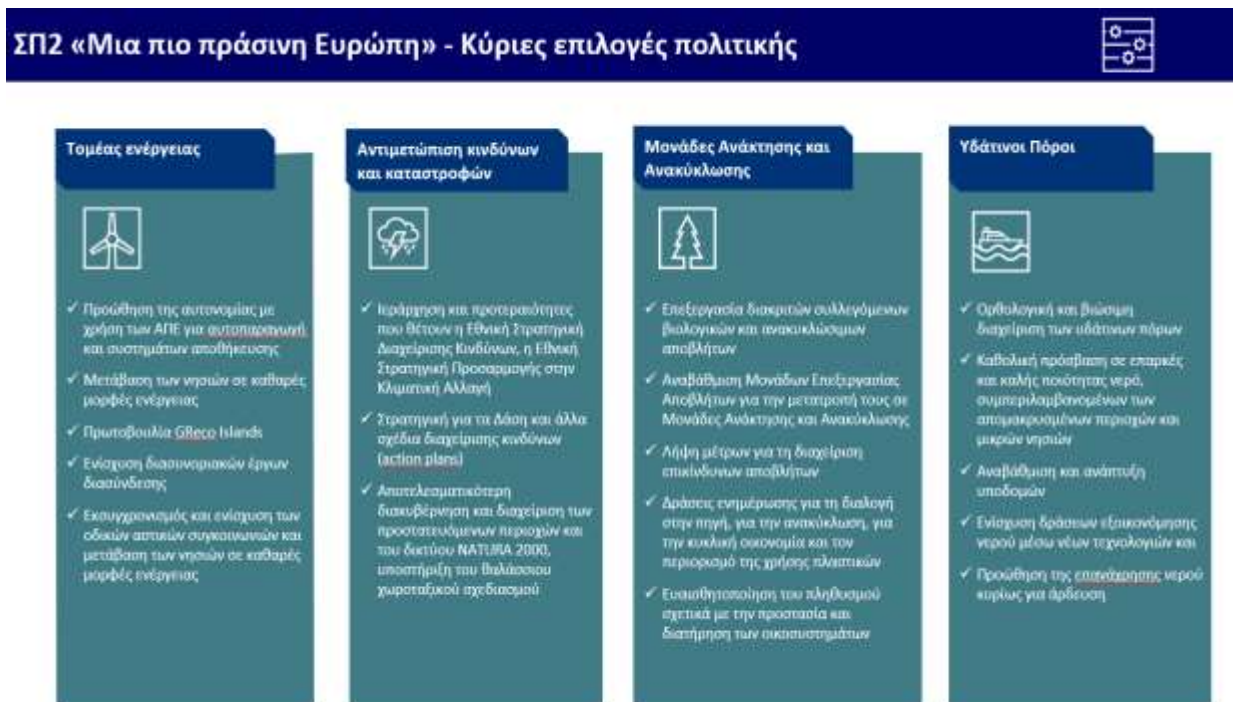 ΣΠ2 «Μια πιο πράσινη Ευρώπη» - Κύριες επιλογές πολιτικής
Τομέας ενέργειας
✓ Προώθηση της αυτονομίας με
χρήση των ΑΠΕ για αυτοπαραγωγή
και συστημάτων αποθήκευσης
✓ Μετάβαση των νησιών σε καθαρές
μορφές ενέργειας
✓ Πρωτοβουλία GReco Islands
✓ Ενίσχυση διασυνοριακών έργων
διασύνδεσης
✓ Εκσυγχρονισμός και ενίσχυση των
οδικών αστικών συγκοινωνιών και
μετάβαση των νησιών σε καθαρές
μορφές ενέργειας
Αντιμετώπιση κινδύνων
και καταστροφών
✓ Ιεράρχηση και προτεραιότητες
που θέτουν η Εθνική Στρατηγική
Διαχείρισης Κινδύνων, η Εθνική
Στρατηγική Προσαρμογής στην
Κλιματική Αλλαγή
✓ Στρατηγική για τα Δάση και άλλα
σχέδια διαχείρισης κινδύνων
(action plans)
✓ Αποτελεσματικότερη
διακυβέρνηση και διαχείριση των
προστατευόμενων περιοχών και
του δικτύου NATURA 2000,
υποστήριξη του θαλάσσιου
χωροταξικού σχεδιασμού
Μονάδες Ανάκτησης και
Ανακύκλωσης
✓ Επεξεργασία διακριτών συλλεγόμενων
βιολογικών και ανακυκλώσιμων
αποβλήτων
✓ Αναβάθμιση Μονάδων Επεξεργασίας
Αποβλήτων για την μετατροπή τους σε
Μονάδες Ανάκτησης και Ανακύκλωσης
✓ Λήψη μέτρων για τη διαχείριση
επικίνδυνων αποβλήτων
✓ Δράσεις ενημέρωσης για τη διαλογή
στην πηγή, για την ανακύκλωση, για
την κυκλική οικονομία και τον
περιορισμό της χρήσης πλαστικών
✓ Ευαισθητοποίηση του πληθυσμού
σχετικά με την προστασία και
διατήρηση των οικοσυστημάτων
Υδάτινοι Πόροι
✓ Ορθολογική και βιώσιμη
διαχείριση των υδάτινων πόρων
✓ Καθολική πρόσβαση σε επαρκές
και καλής ποιότητας νερό,
συμπεριλαμβανομένων των
απομακρυσμένων περιοχών και
μικρών νησιών
✓ Αναβάθμιση και ανάπτυξη
υποδομών
✓ Ενίσχυση δράσεων εξοικονόμησης
νερού μέσω νέων τεχνολογιών και
✓ Προώθηση της επανάχρησης νερού
κυρίως για άρδευση